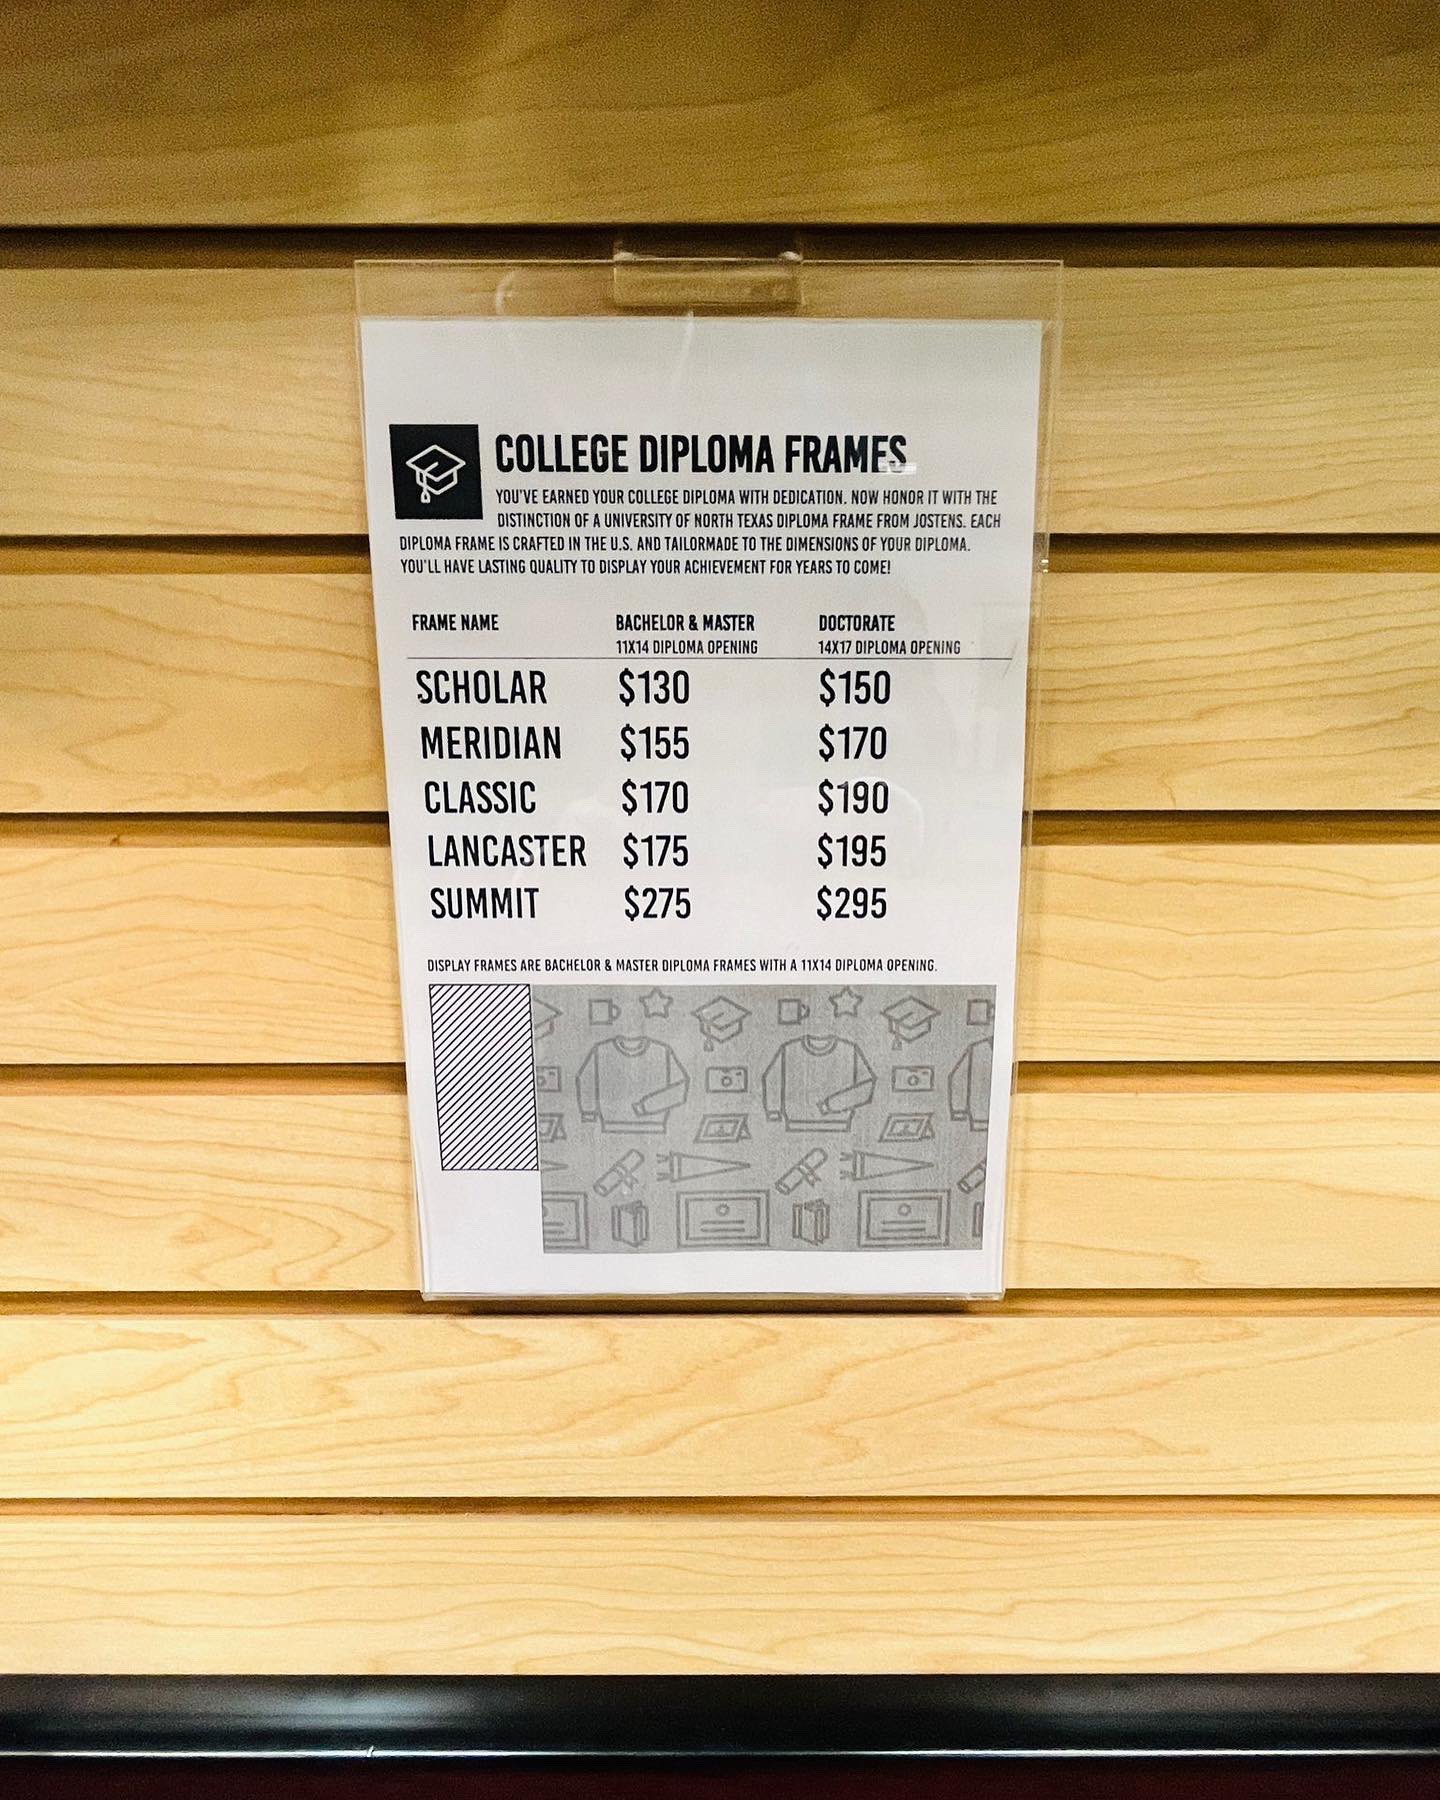 COLLEGE DIPLOMA FRAMES
YOU'VE EARNED YOUR COLLEGE DIPLOMA WITH DEDICATION. NOW HONOR IT WITH THE
DISTINCTION OF A UNIVERSITY OF NORTH TEXAS DIPLOMA FRAME FROM JOSTENS. EACH
DIPLOMA FRAME IS CRAFTED IN THE U.S. AND TAILORMADE TO THE DIMENSIONS OF YOUR DIPLOMA.
YOU'LL HAVE LASTING QUALITY TO DISPLAY YOUR ACHIEVEMENT FOR YEARS TO COME!
FRAME NAME BACHELOR & MASTER DOCTORATE
11X14 DIPLOMA OPENING 14X17 DIPLOMA OPENING
SCHOLAR $130 $150
MERIDIAN $155 $170
CLASSIC $170 $190
LANCASTER $175 $195
SUMMIT $275 $295
DISPLAY FRAMES ARE BACHELOR & MASTER DIPLOMA FRAMES WITH A 11X14 DIPLOMA OPENING.